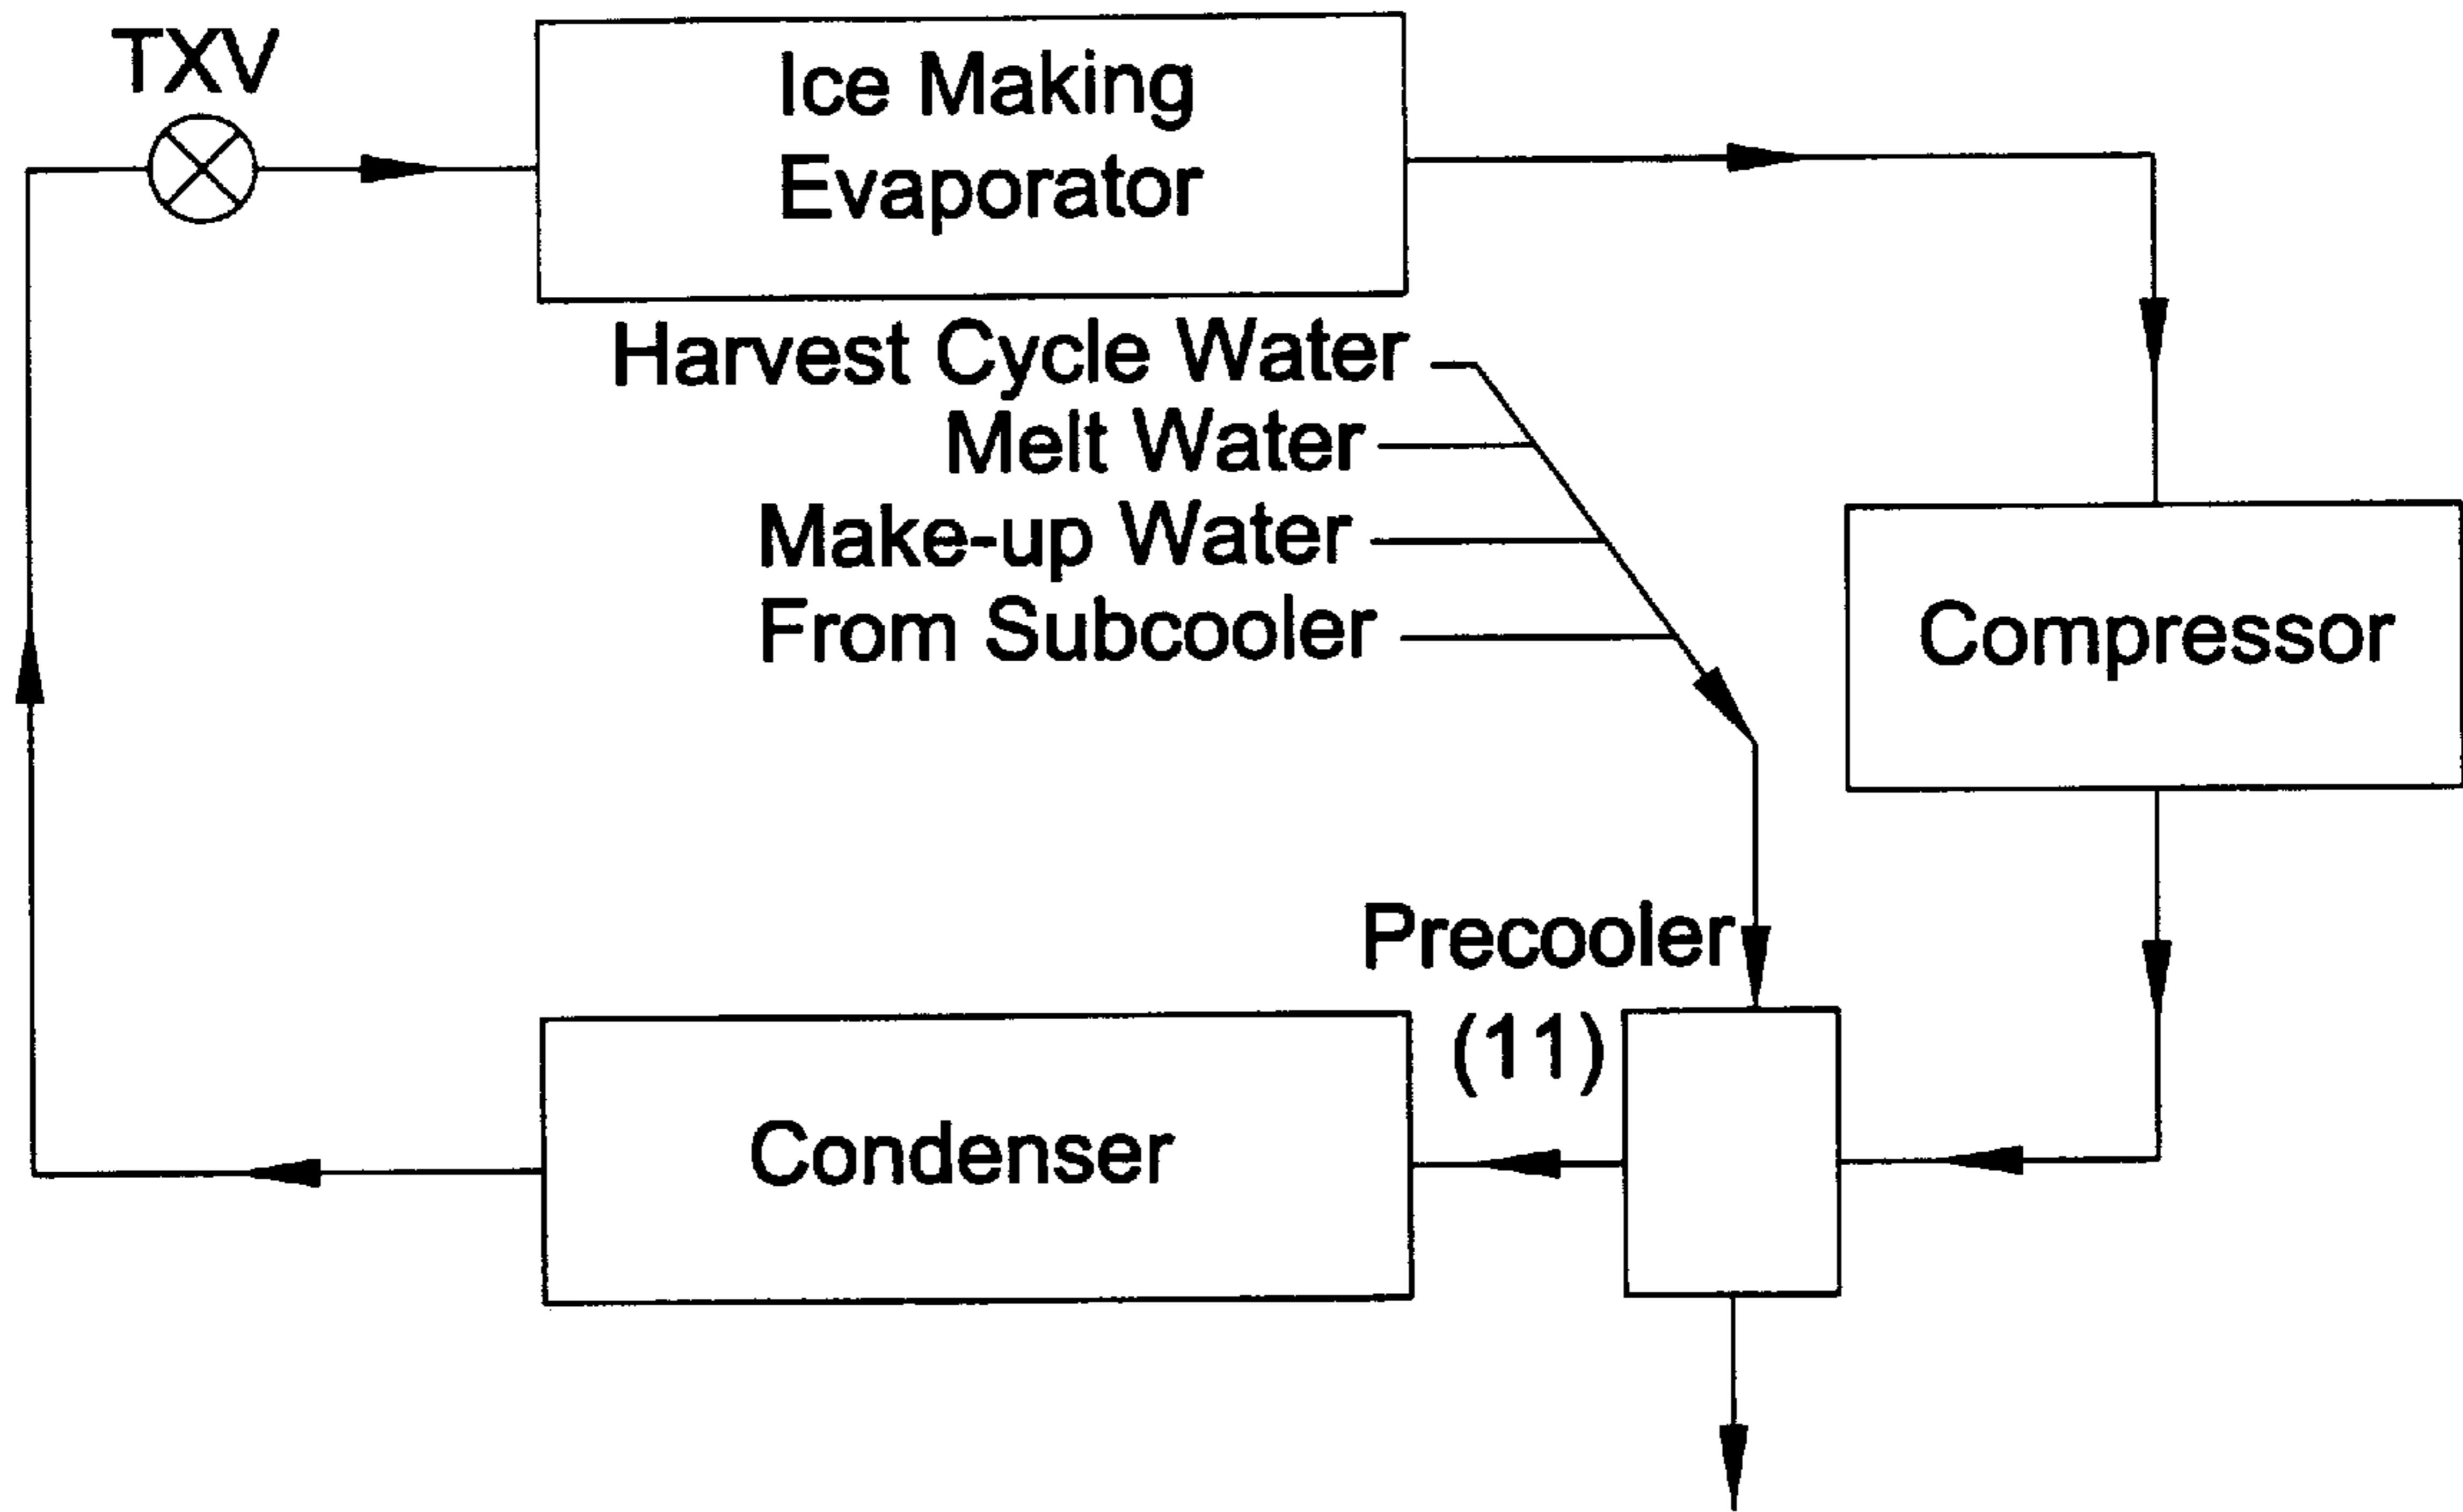 TXV
Ice Making
Evaporator
Harvest Cycle Water
Melt Water
Make-up Water
From Subcooler
Compressor
Precooler
(11)
Condenser